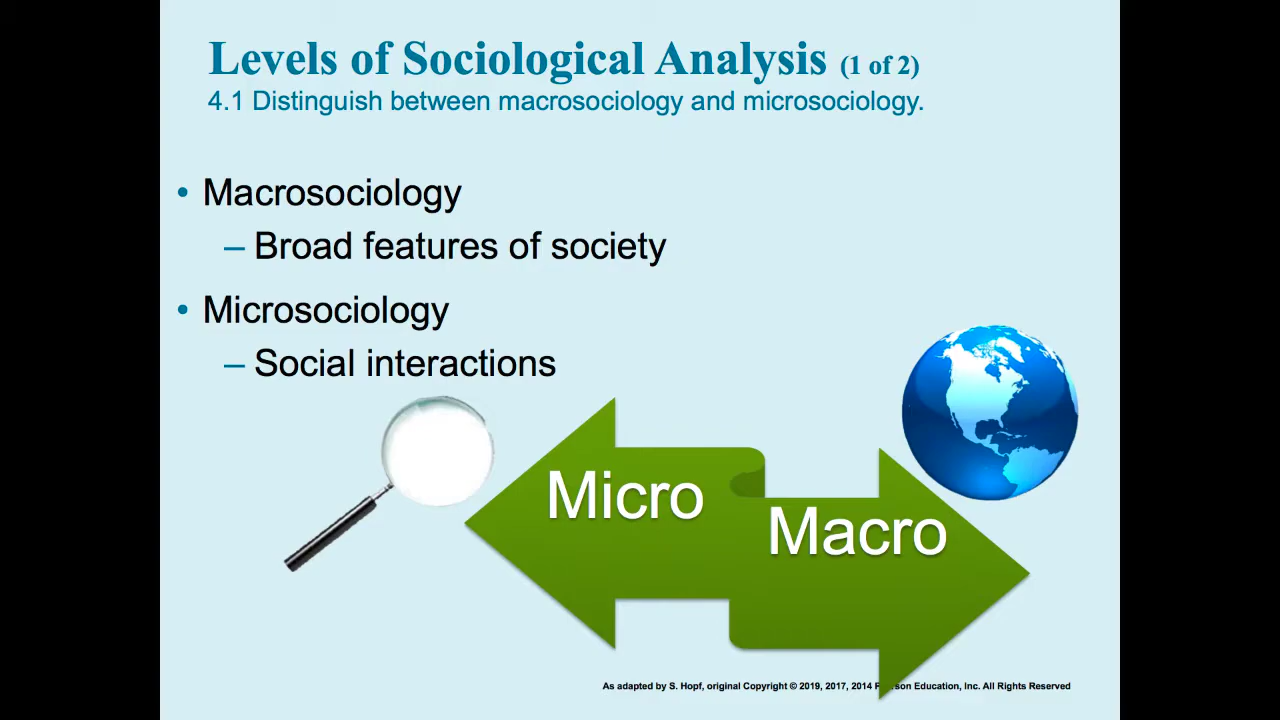 Levels of Sociological Analysis (1 of 2)
4.1 Distinguish between macrosociology and microsociology.
• Macrosociology
– Broad features of society
• Microsociology
– Social interactions
Micro
Macro
As adapted by S. Hopf, original Copyright © 2019, 2017, 2014 Pearson Education, Inc. All Rights Reserved